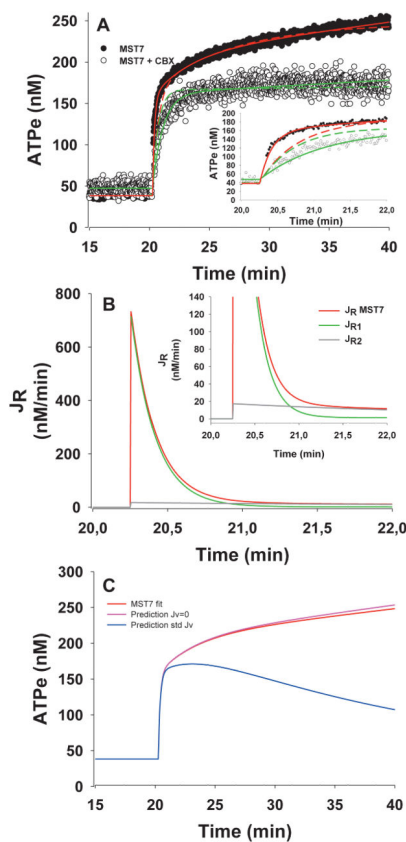 A
MST7
MST7 + CBX
ATPe (nM)
250
200
150
100
50
0
15 20 25 30 35 40
Time (min)
ATPe (nM)
200
180
160
140
120
100
80
60
40
20,0 20,5 21,0 21,5 22,0
Time (min)
B
JR (nM/min)
800
600
400
200
0
20,0 20,5 21,0 21,5 22,0
Time (min)
JR (nM/min)
140
120
100
80
60
40
20
0
20,0 20,5 21,0 21,5 22,0
Time (min)
JR MST7
JR1
JR2
C
MST7 fit
Prediction Jv=0
Prediction std Jv
ATPe (nM)
300
250
200
150
100
50
0
15 20 25 30 35 40
Time (min)